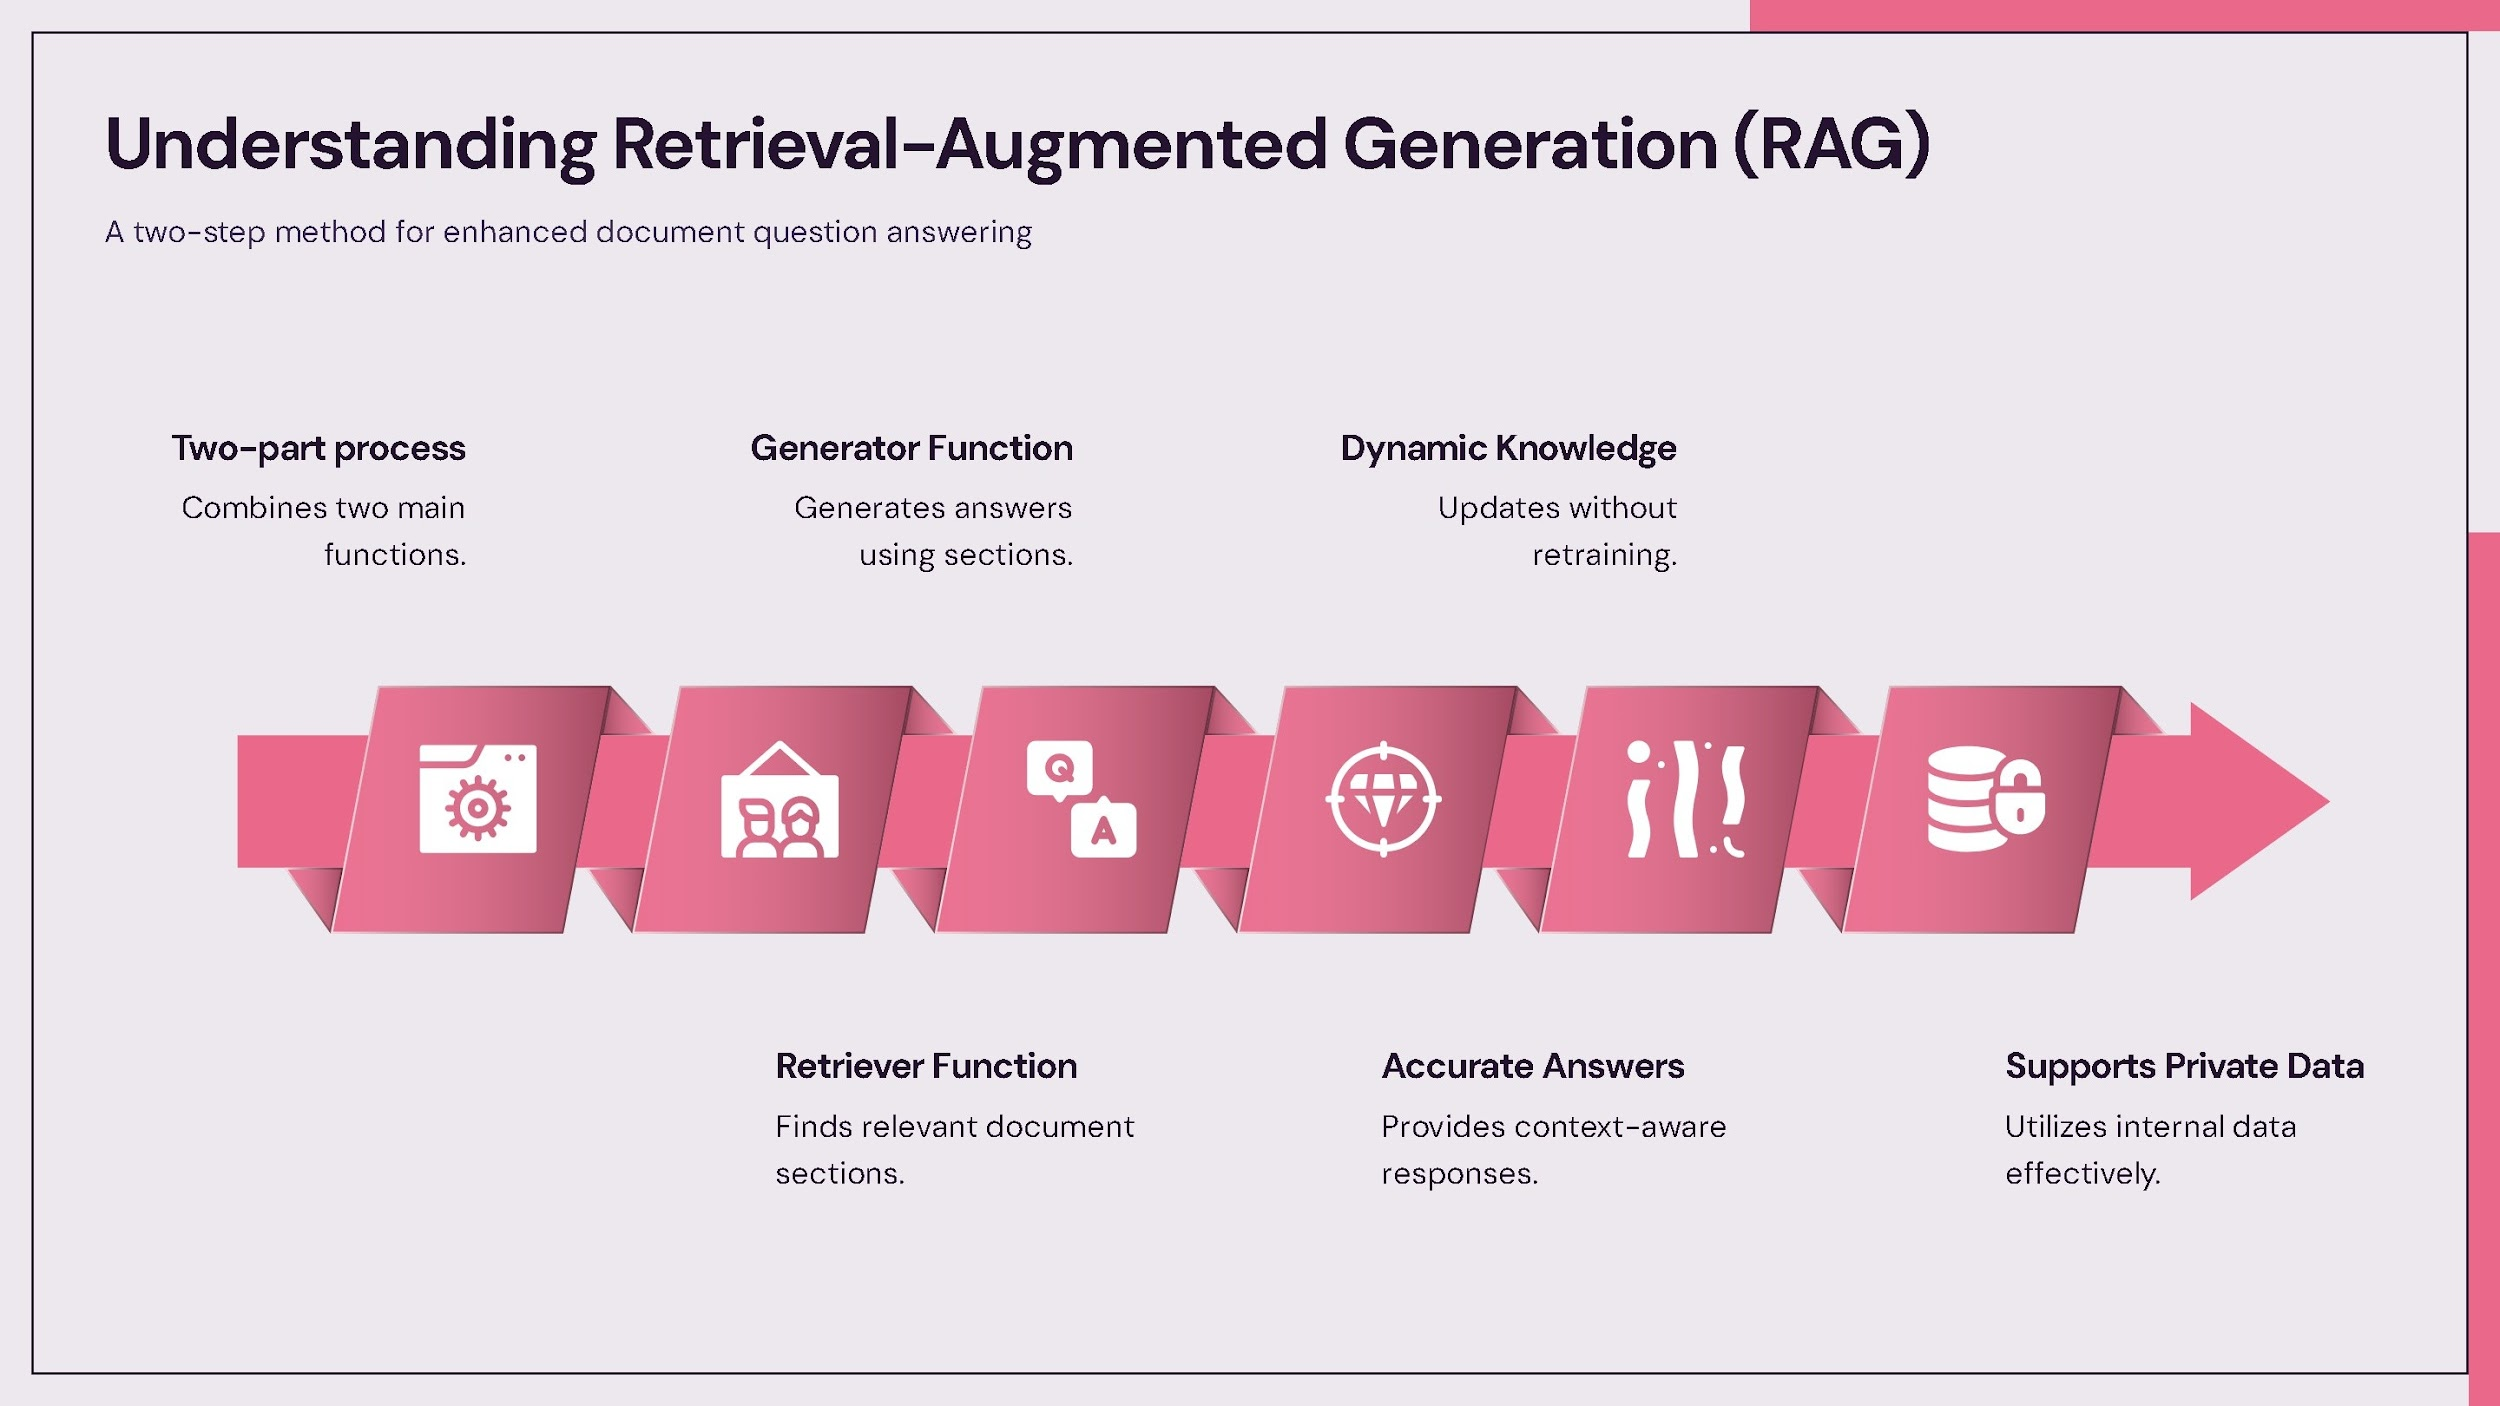 Understanding Retrieval-Augmented Generation (RAG)
A two-step method for enhanced document question answering
Two-part process
Combines two main
functions.
Generator Function
Generates answers
using sections.
Dynamic Knowledge
Updates without
retraining.
Q
A
Retriever Function
Finds relevant document
sections.
Accurate Answers
Provides context-aware
responses.
Supports Private Data
Utilizes internal data
effectively.